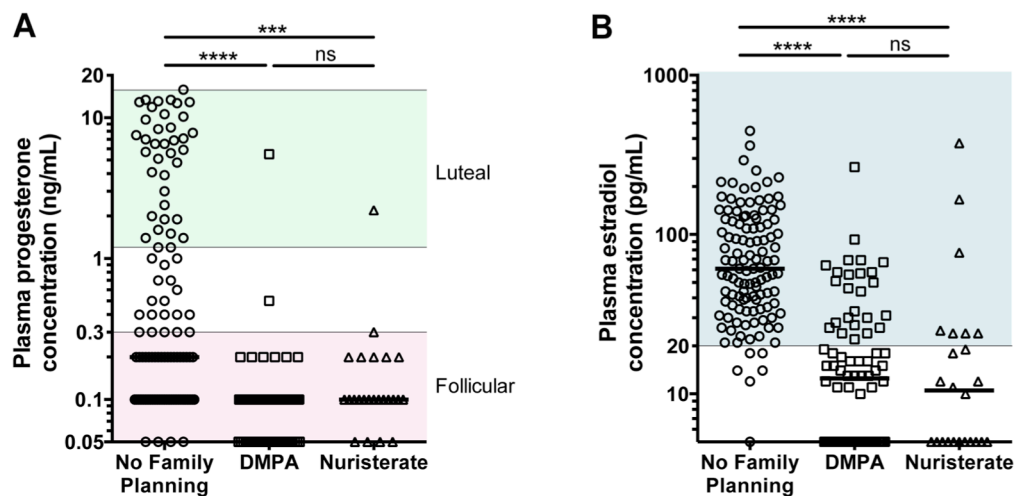 A
***
****
ns
Plasma progesterone
concentration (ng/mL)
20
10
1
0.3
0.1
0.05
Luteal
Follicular
No Family
Planning
DMPA
Nuristerate
B
****
****
ns
Plasma estradiol
concentration (pg/mL)
1000
100
20
10
No Family
Planning
DMPA
Nuristerate